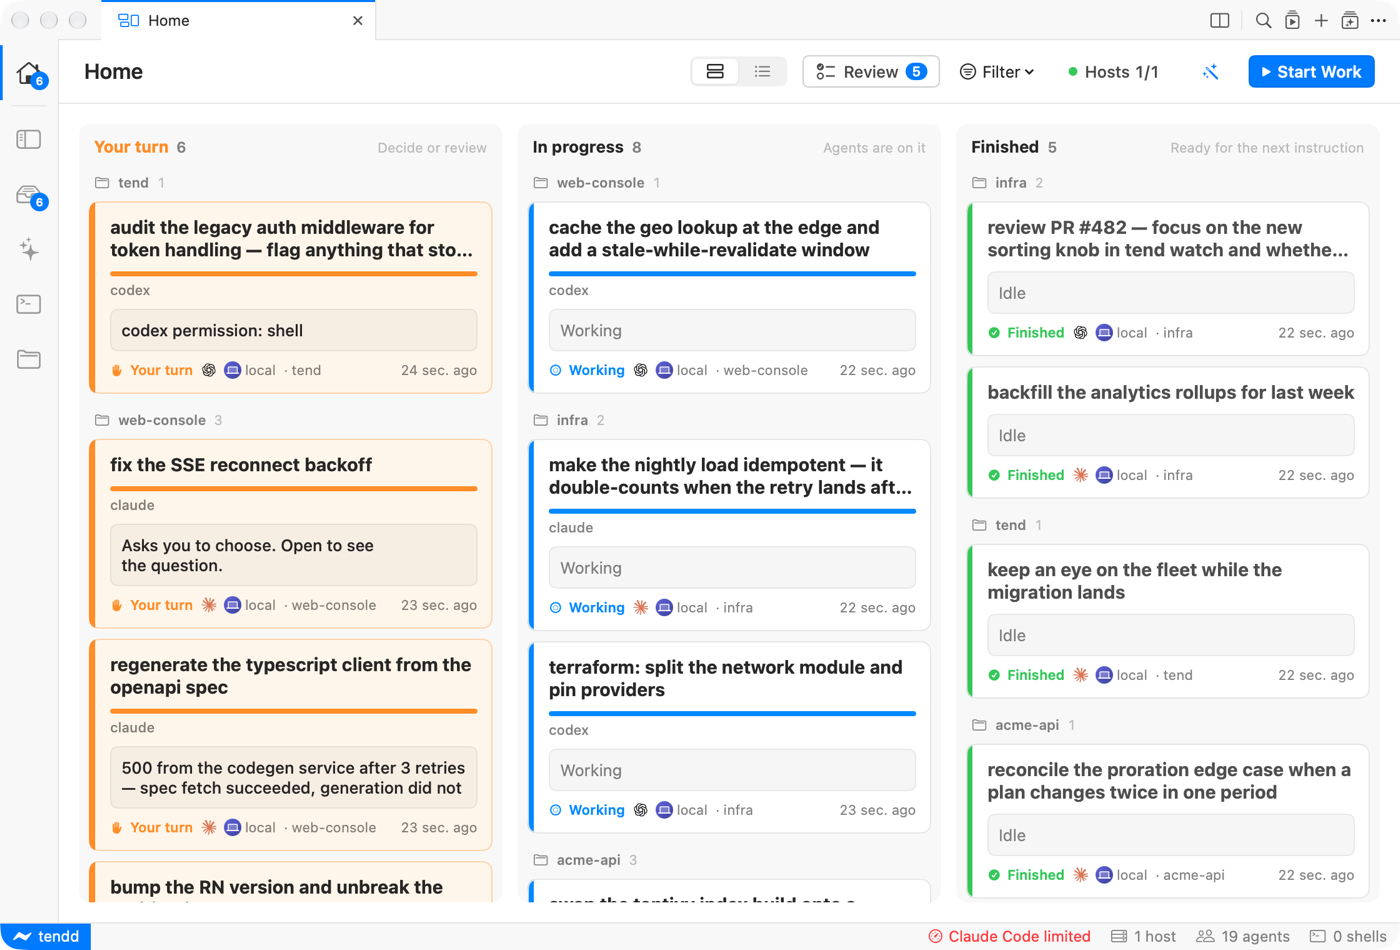 Home
6
Home
Review 5
Filter
Hosts 1/1
Start Work
6
Your turn 6
Decide or review
tend 1
audit the legacy auth middleware for
token handling — flag anything that sto...
codex
codex permission: shell
Your turn local · tend 24 sec. ago
web-console 3
fix the SSE reconnect backoff
claude
Asks you to choose. Open to see
the question.
Your turn local · web-console 23 sec. ago
regenerate the typescript client from the
openapi spec
claude
500 from the codegen service after 3 retries
— spec fetch succeeded, generation did not
Your turn local · web-console 23 sec. ago
bump the RN version and unbreak the
In progress 8
Agents are on it
web-console 1
cache the geo lookup at the edge and
add a stale-while-revalidate window
codex
Working
Working local · web-console 22 sec. ago
infra 2
make the nightly load idempotent — it
double-counts when the retry lands aft...
claude
Working
Working local · infra 22 sec. ago
terraform: split the network module and
pin providers
codex
Working
Working local · infra 23 sec. ago
acme-api 3
Finished 5
Ready for the next instruction
infra 2
review PR #482 — focus on the new
sorting knob in tend watch and whethe...
Idle
Finished local · infra 22 sec. ago
backfill the analytics rollups for last week
Idle
Finished local · infra 22 sec. ago
tend 1
keep an eye on the fleet while the
migration lands
Idle
Finished local · tend 22 sec. ago
acme-api 1
reconcile the proration edge case when a
plan changes twice in one period
Idle
Finished local · acme-api 22 sec. ago
tendd
Claude Code limited
1 host
19 agents
0 shells